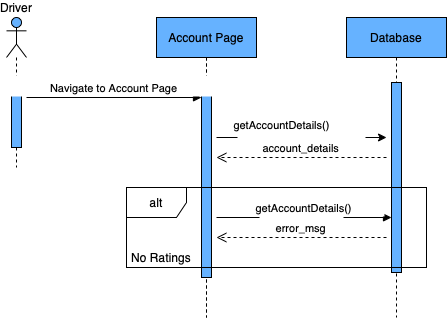 Driver
Account Page
Database
Navigate to Account Page
getAccountDetails()
account_details
alt
getAccountDetails()
error_msg
No Ratings